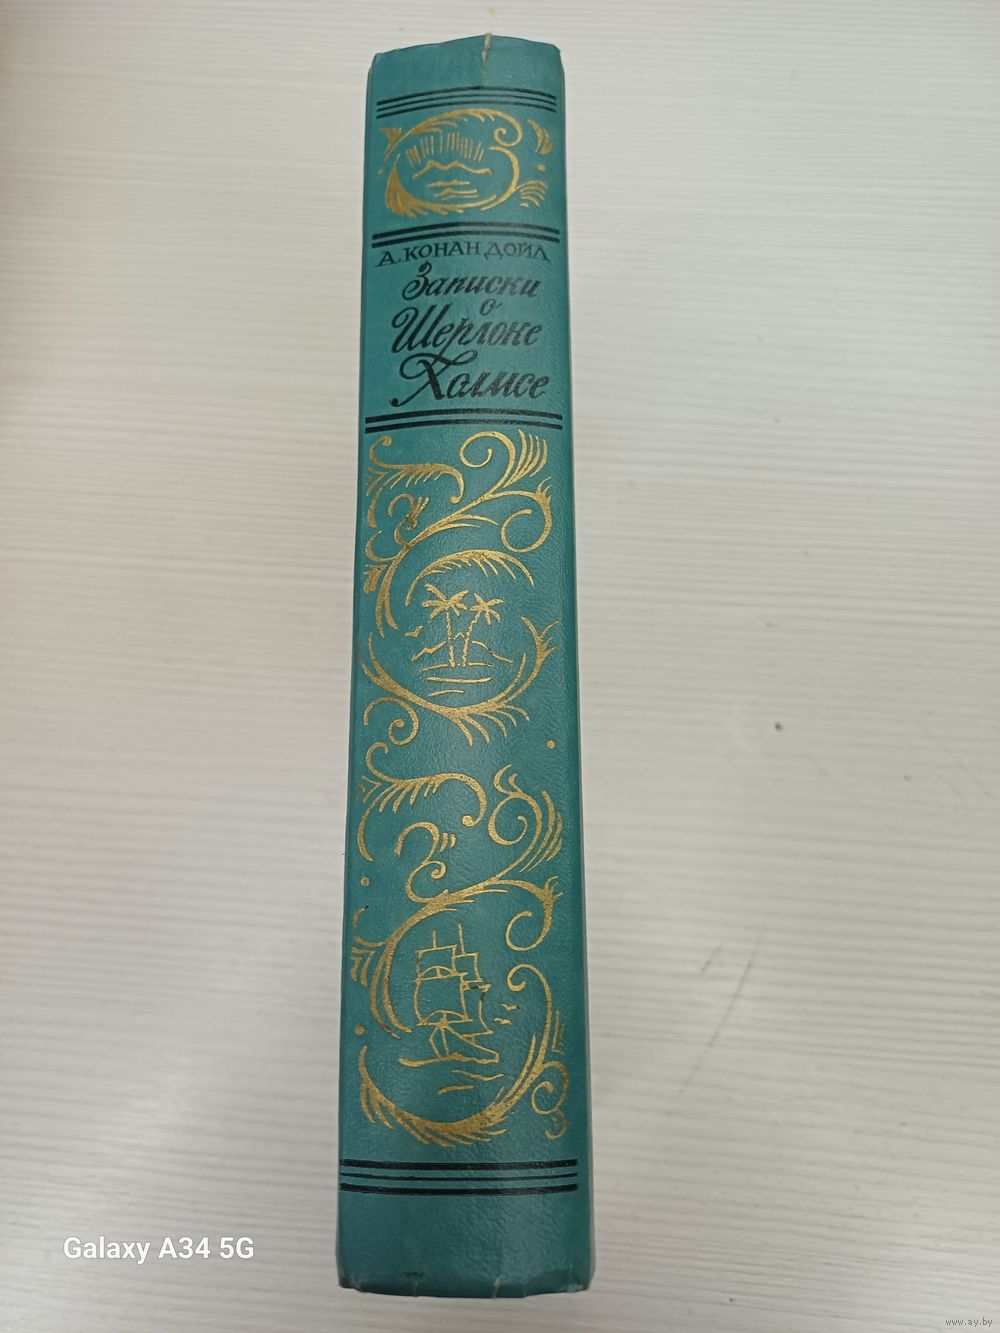 А. КОНАН ДОЙЛ
Записки
о
Шерлоке
Холмсе
Galaxy A34 5G
www.ay.by